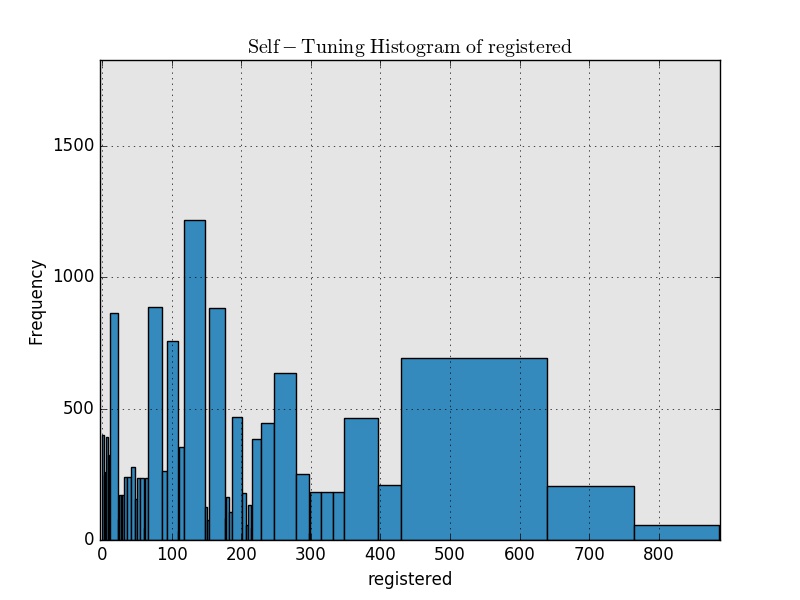 Self − Tuning Histogram of registered
1500
1000
500
0
Frequency
0 100 200 300 400 500 600 700 800
registered